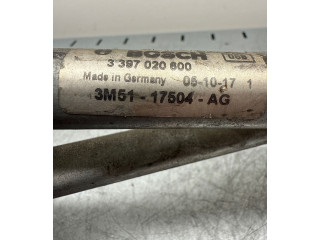 BOSCH
3 397 020 600
Made in Germany 05-10-17 1
3M51 - 17504 - AG